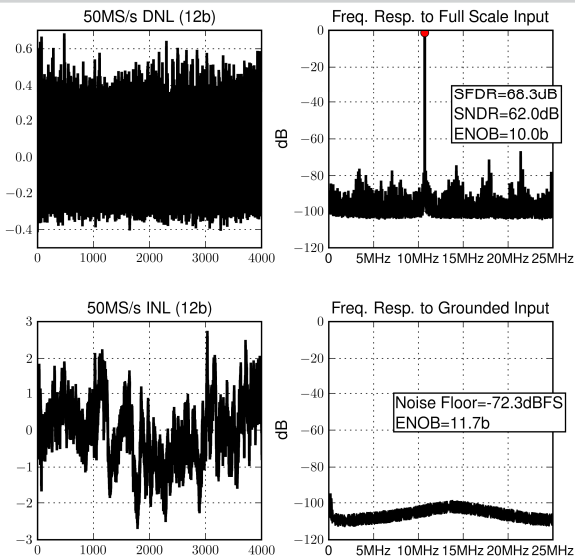 50MS/s DNL (12b)
0.6
0.4
0.2
0.0
−0.2
−0.4
0 1000 2000 3000 4000
Freq. Resp. to Full Scale Input
dB
0
−20
−40
−60
−80
−100
−120
SFDR=68.3dB
SNDR=62.0dB
ENOB=10.0b
0 5MHz 10MHz 15MHz 20MHz 25MHz
50MS/s INL (12b)
3
2
1
0
−1
−2
−3
0 1000 2000 3000 4000
Freq. Resp. to Grounded Input
dB
0
−20
−40
−60
−80
−100
−120
Noise Floor=-72.3dBFS
ENOB=11.7b
0 5MHz 10MHz 15MHz 20MHz 25MHz